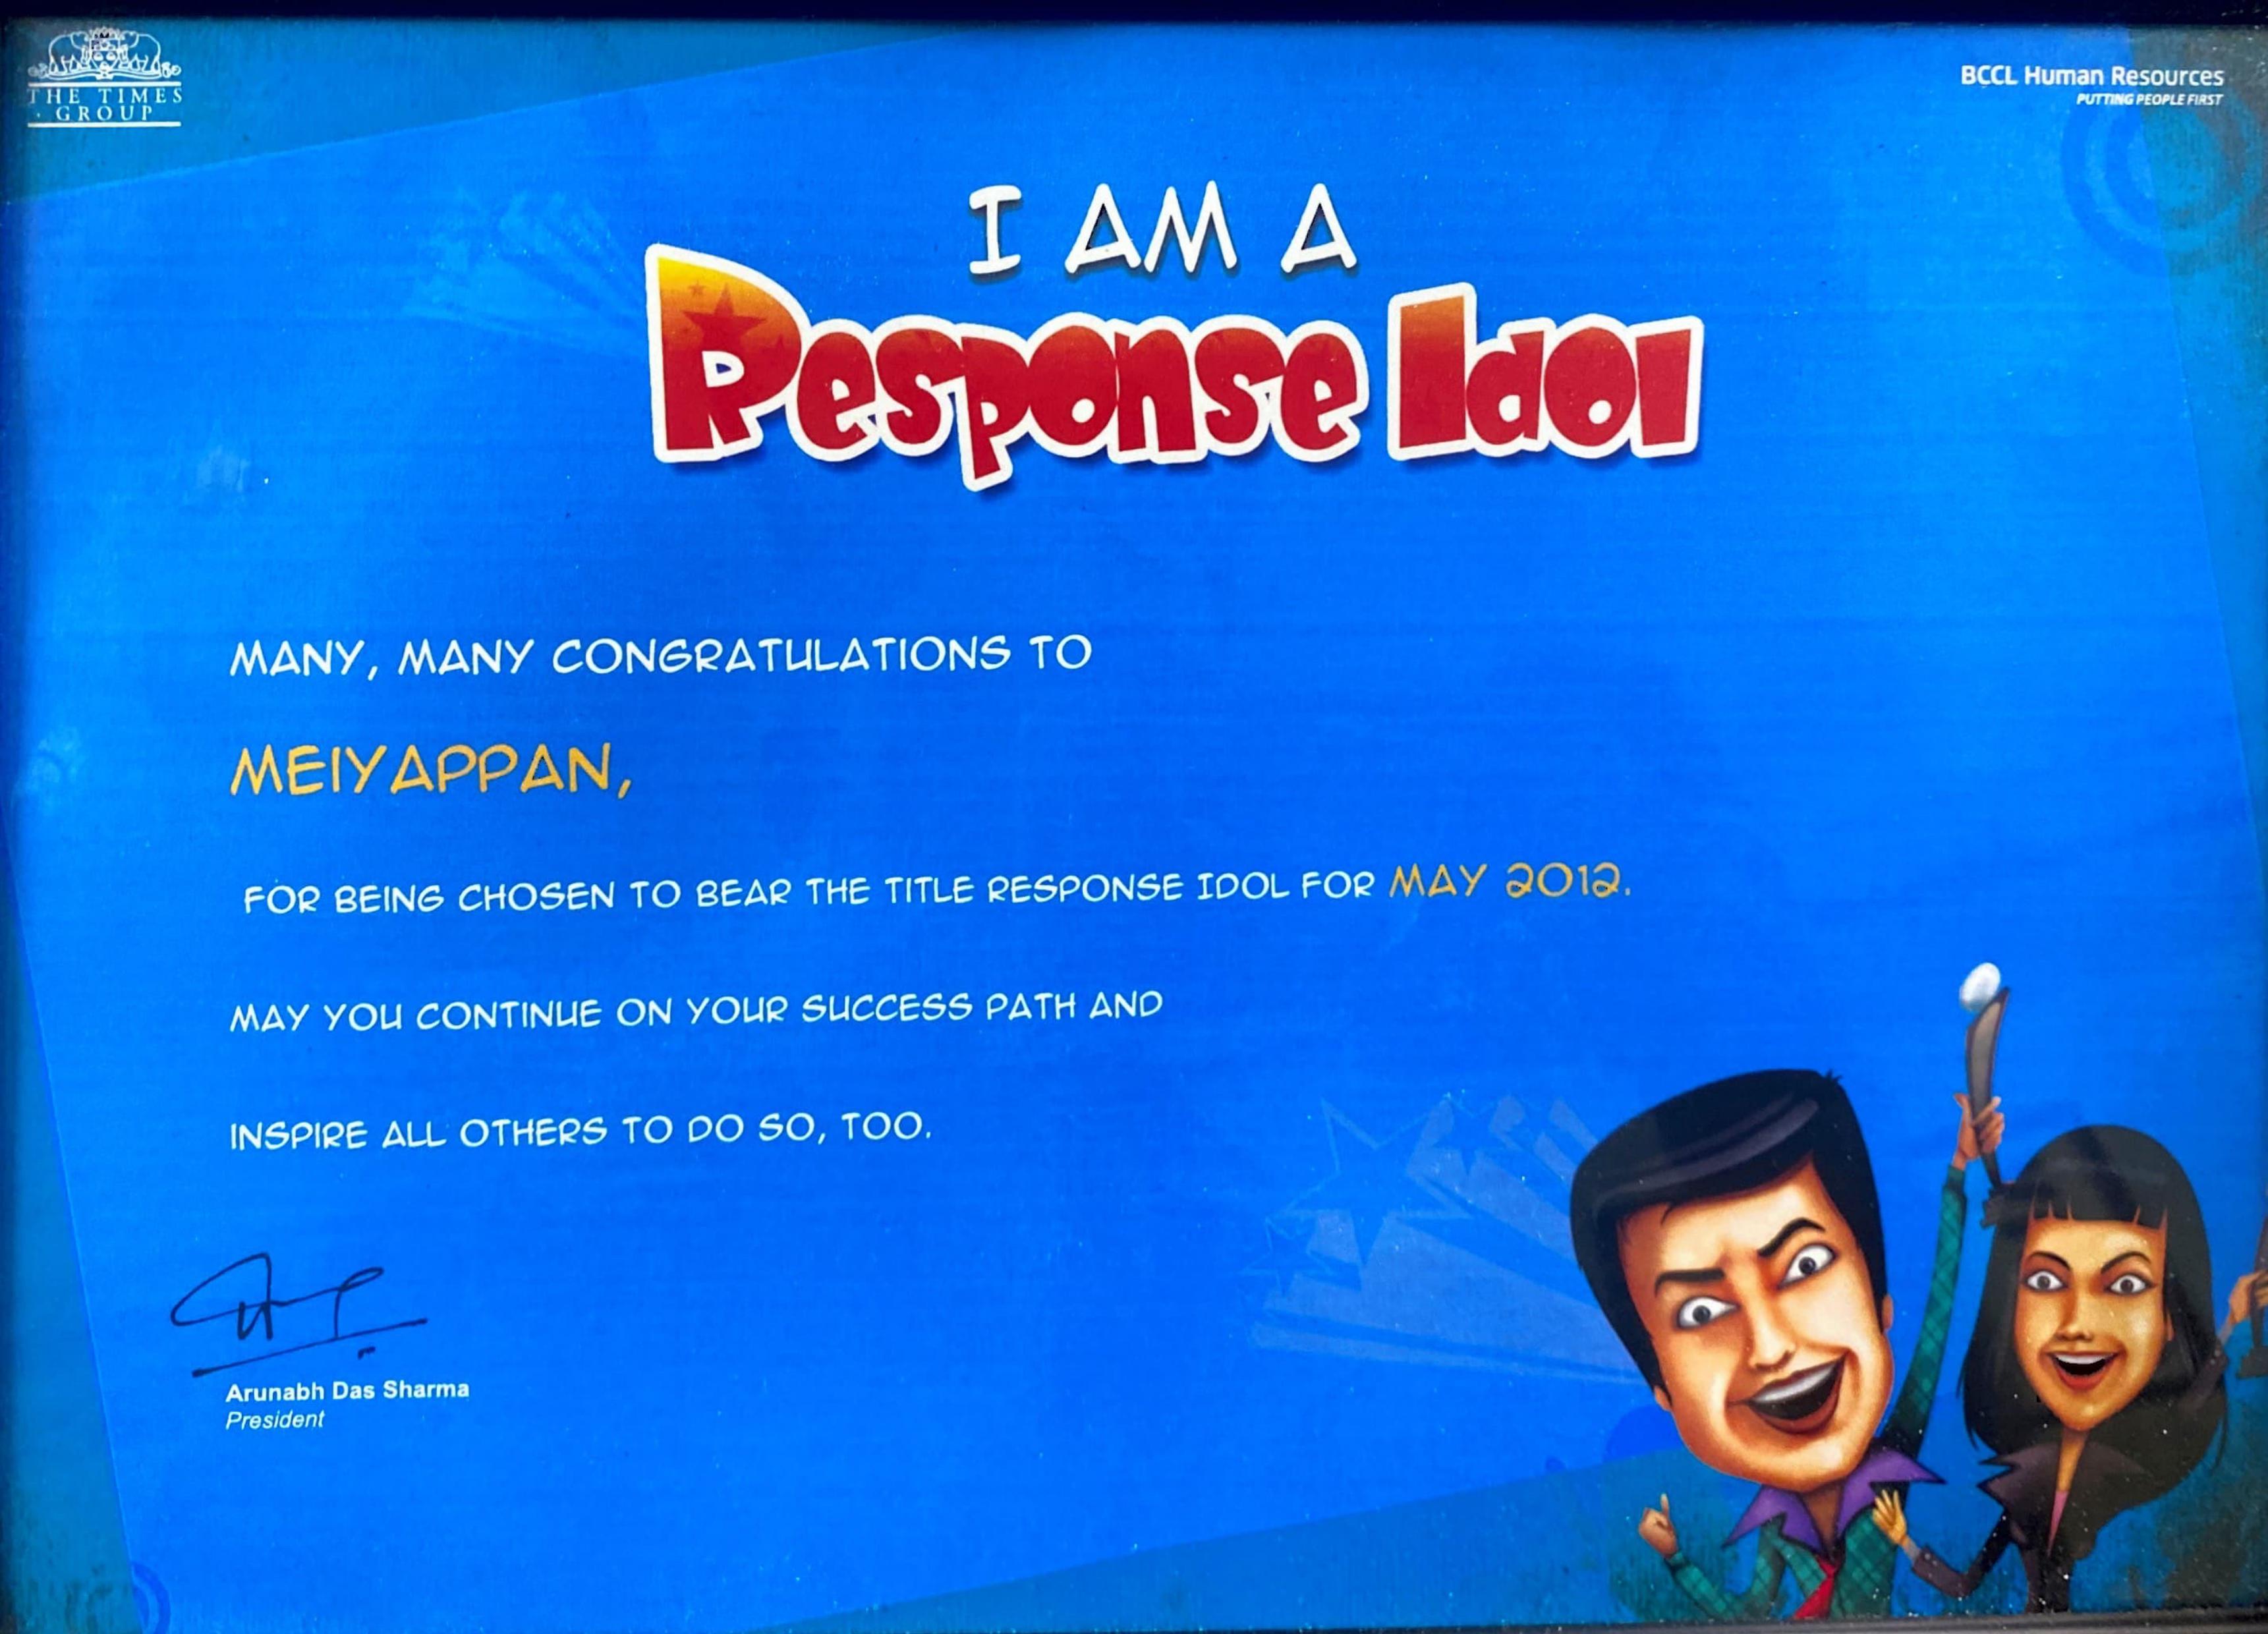 THE TIMES
GROUP
BCCL Human Resources
PUTTING PEOPLE FIRST
I AM A
Response Idol
MANY, MANY CONGRATULATIONS TO
MEIYAPPAN,
FOR BEING CHOSEN TO BEAR THE TITLE RESPONSE IDOL FOR MAY 2012.
MAY YOU CONTINUE ON YOUR SUCCESS PATH AND
INSPIRE ALL OTHERS TO DO SO, TOO.
Arunabh Das Sharma
President